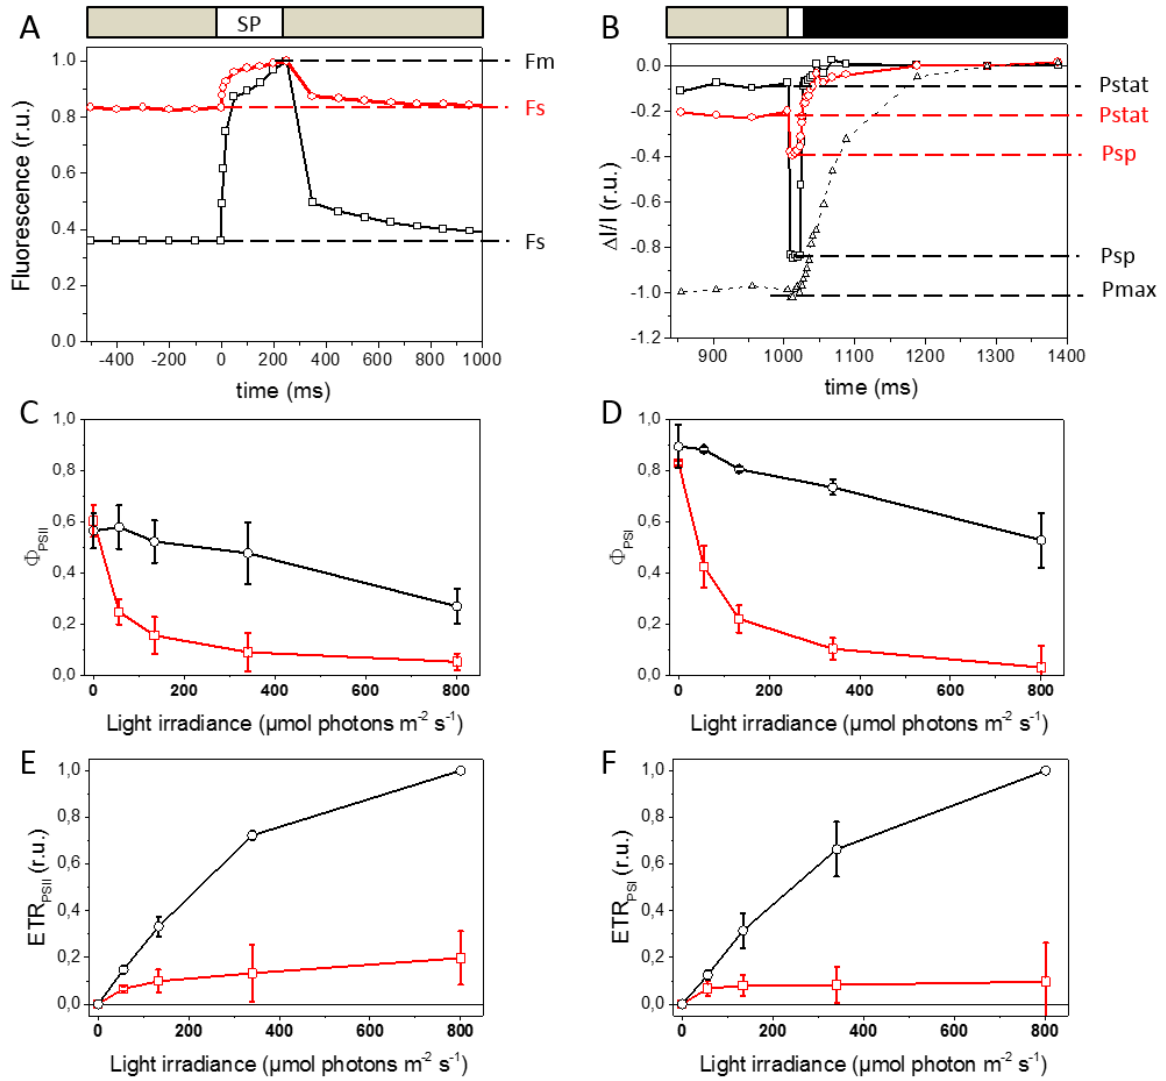 A
SP
B
1.0
0.8
0.6
0.4
0.2
0.0
Fluorescence (r.u.)
-400 -200 0 200 400 600 800 1000
time (ms)
Fm
Fs
Fs
0.0
-0.2
-0.4
-0.6
-0.8
-1.0
-1.2
ΔI/I (r.u.)
900 1000 1100 1200 1300 1400
time (ms)
Pstat
Pstat
Psp
Psp
Pmax
C
1,0
0,8
0,6
0,4
0,2
0,0
ΦPSII
0 200 400 600 800
Light irradiance (µmol photons m-2 s-1)
D
1,0
0,8
0,6
0,4
0,2
0,0
ΦPSI
0 200 400 600 800
Light irradiance (µmol photons m-2 s-1)
E
1,0
0,8
0,6
0,4
0,2
0,0
ETRPSII (r.u.)
0 200 400 600 800
Light irradiance (µmol photons m-2 s-1)
F
1,0
0,8
0,6
0,4
0,2
0,0
ETRPSI (r.u.)
0 200 400 600 800
Light irradiance (µmol photon m-2 s-1)